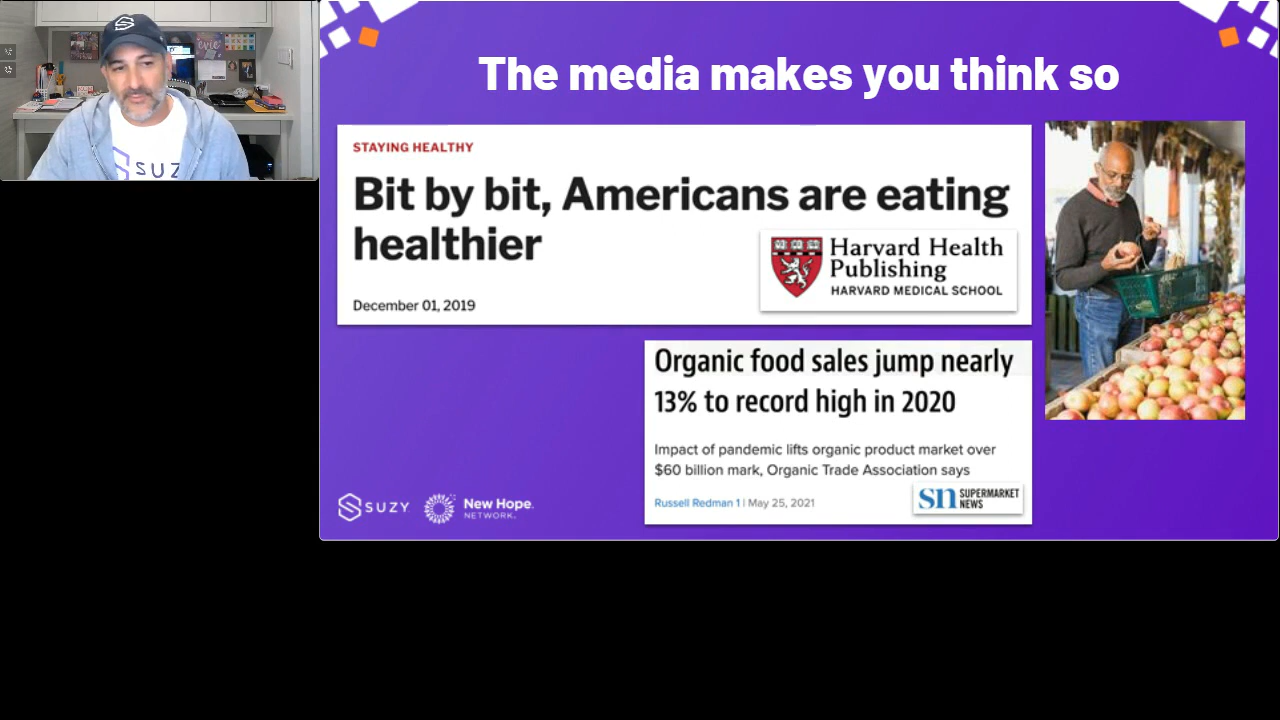 SUZY
evie
The media makes you think so
STAYING HEALTHY
Bit by bit, Americans are eating
healthier
Harvard Health
Publishing
HARVARD MEDICAL SCHOOL
December 01, 2019
Organic food sales jump nearly
13% to record high in 2020
Impact of pandemic lifts organic product market over
$60 billion mark, Organic Trade Association says
Russell Redman 1 | May 25, 2021
sn SUPERMARKET
NEWS
SUZY
New Hope.
NETWORK.